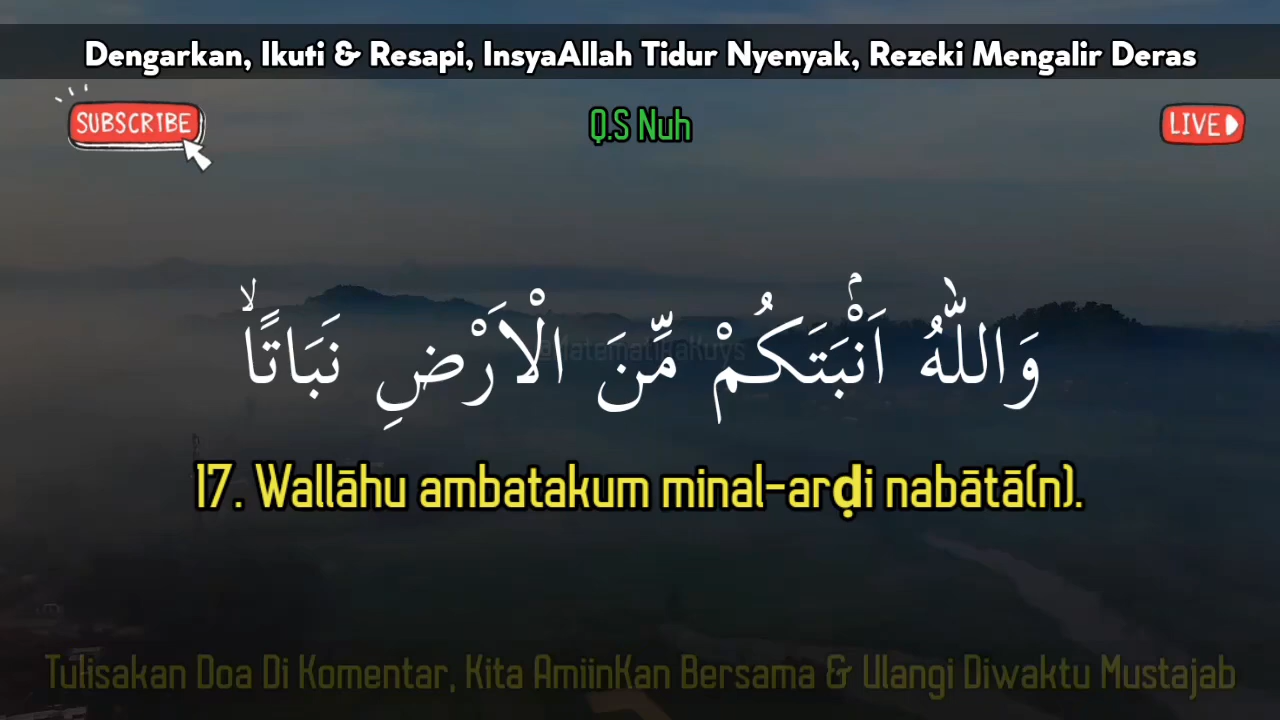 Dengarkan, Ikuti & Resapi, InsyaAllah Tidur Nyenyak, Rezeki Mengalir Deras
SUBSCRIBE
Q.S Nuh
LIVE
وَاللّٰهُ اَنْۢبَتَكُمْ مِّنَ الْاَرْضِ نَبَاتًاۙ
@MatematikaKuys
17. Wallāhu ambatakum minal-arḍi nabātā(n).
Tulisakan Doa Di Komentar, Kita AmiinKan Bersama & Ulangi Diwaktu Mustajab